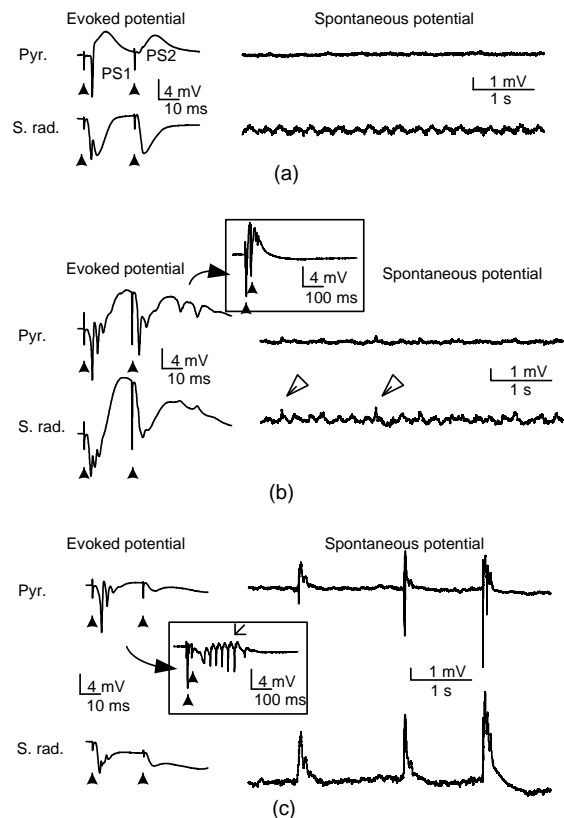 Evoked potential
Spontaneous potential
Pyr.
PS1
PS2
4 mV
10 ms
1 mV
1 s
S. rad.
(a)
4 mV
100 ms
Evoked potential
Spontaneous potential
Pyr.
4 mV
10 ms
1 mV
1 s
S. rad.
(b)
Evoked potential
Spontaneous potential
Pyr.
4 mV
10 ms
4 mV
100 ms
1 mV
1 s
S. rad.
(c)